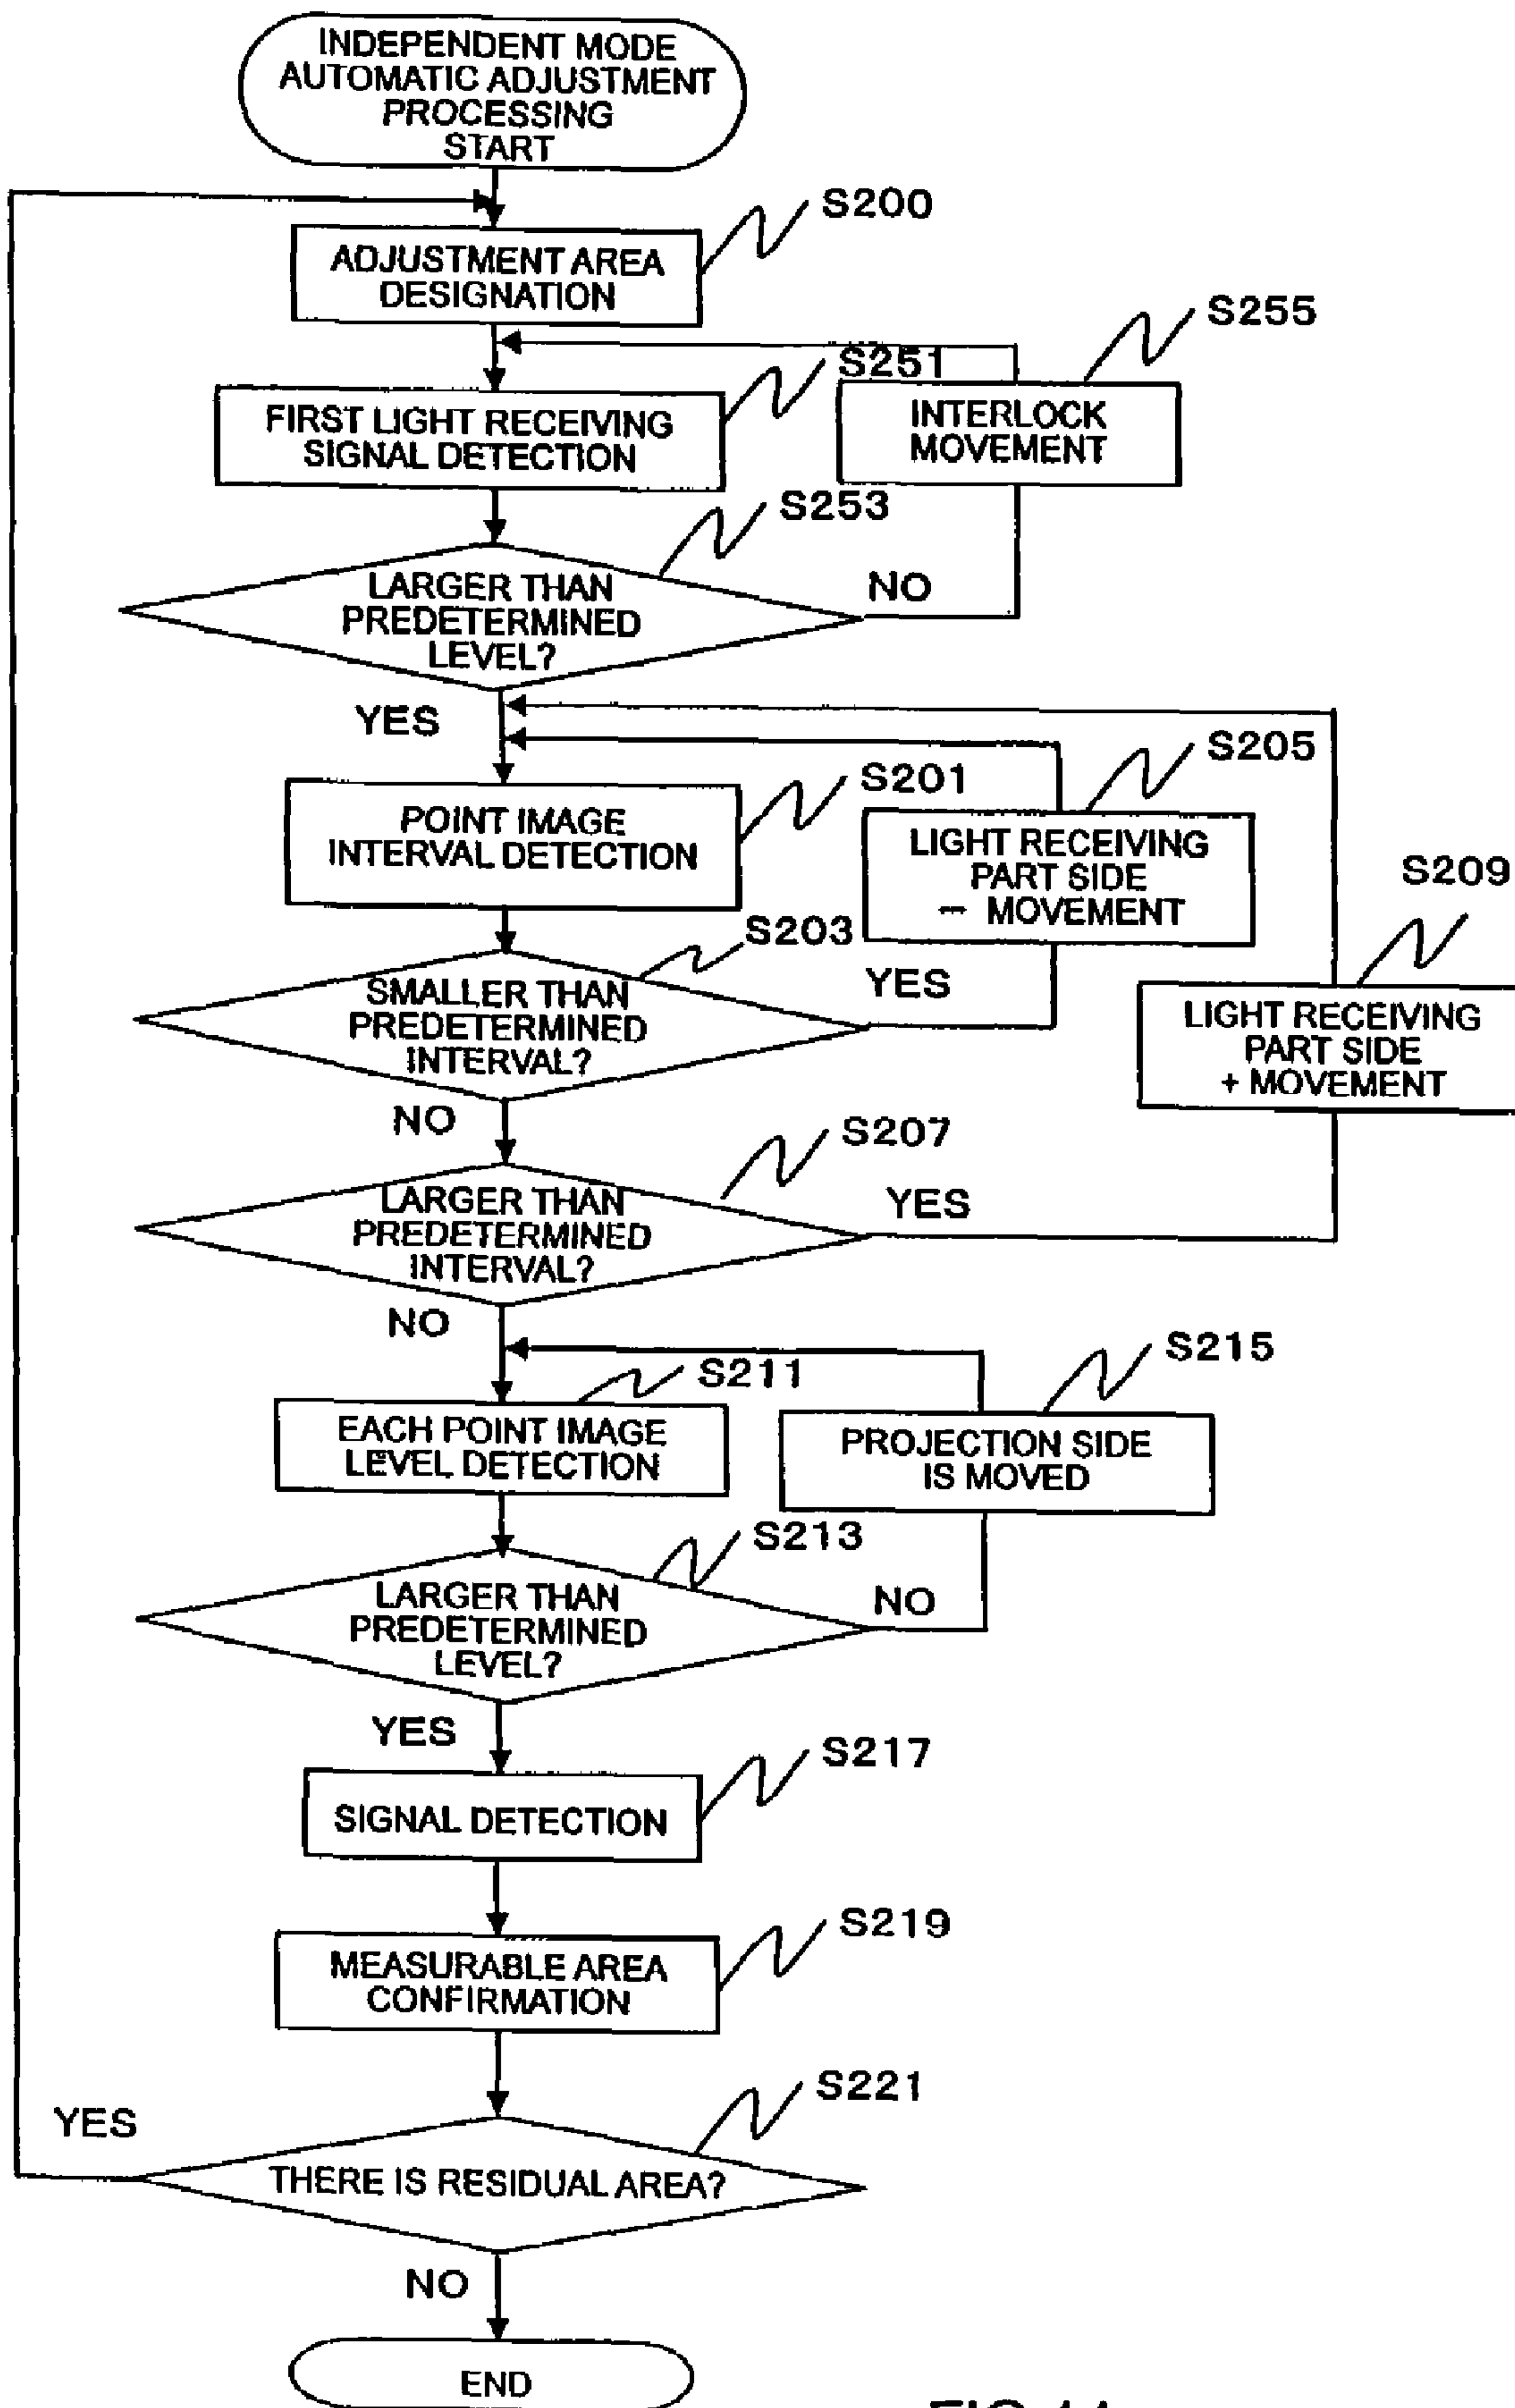 INDEPENDENT MODE
AUTOMATIC ADJUSTMENT
PROCESSING
START
S200
ADJUSTMENT AREA
DESIGNATION
S255
INTERLOCK
MOVEMENT
S251
FIRST LIGHT RECEIVING
SIGNAL DETECTION
S253
LARGER THAN
PREDETERMINED
LEVEL?
NO
YES
S201
POINT IMAGE
INTERVAL DETECTION
S205
LIGHT RECEIVING
PART SIDE
- MOVEMENT
S209
LIGHT RECEIVING
PART SIDE
+ MOVEMENT
S203
SMALLER THAN
PREDETERMINED
INTERVAL?
YES
NO
S207
LARGER THAN
PREDETERMINED
INTERVAL?
YES
NO
S211
EACH POINT IMAGE
LEVEL DETECTION
S215
PROJECTION SIDE
IS MOVED
S213
LARGER THAN
PREDETERMINED
LEVEL?
NO
YES
S217
SIGNAL DETECTION
S219
MEASURABLE AREA
CONFIRMATION
S221
THERE IS RESIDUAL AREA?
YES
NO
END